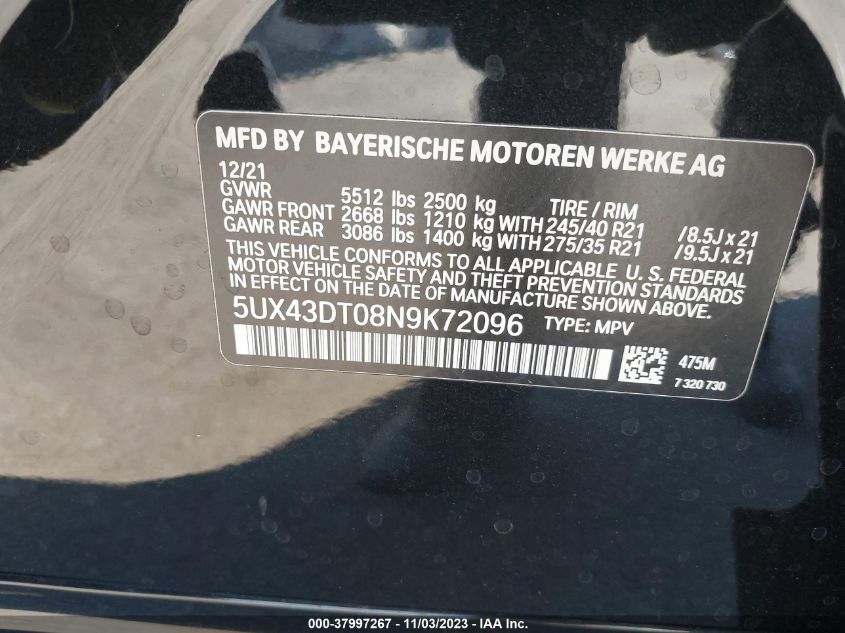 MFD BY BAYERISCHE MOTOREN WERKE AG
12/21
GVWR 5512 lbs 2500 kg TIRE / RIM
GAWR FRONT 2668 lbs 1210 kg WITH 245/40 R21 /8.5J x 21
GAWR REAR 3086 lbs 1400 kg WITH 275/35 R21 /9.5J x 21
THIS VEHICLE CONFORMS TO ALL APPLICABLE U. S. FEDERAL
MOTOR VEHICLE SAFETY AND THEFT PREVENTION STANDARDS
IN EFFECT ON THE DATE OF MANUFACTURE SHOWN ABOVE.
5UX43DT08N9K72096 TYPE: MPV
475M
7 320 730
000-37997267 - 11/03/2023 - IAA Inc.